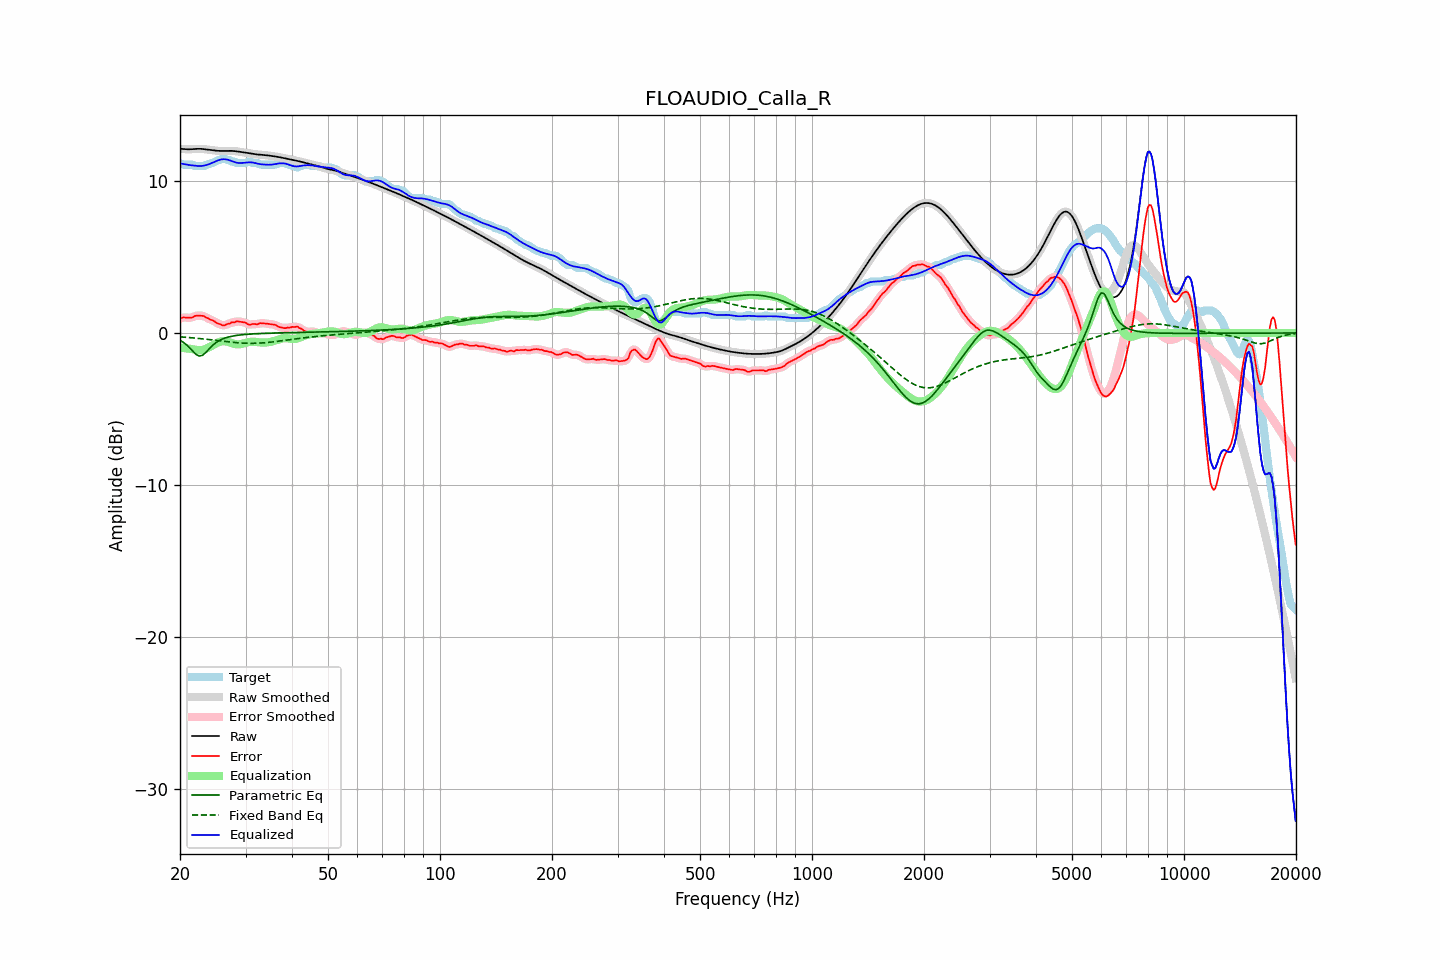 FLOAUDIO_Calla_R
Amplitude (dBr)
10
0
−10
−20
−30
Target
Raw Smoothed
Error Smoothed
Raw
Error
Equalization
Parametric Eq
Fixed Band Eq
Equalized
20 50 100 200 500 1000 2000 5000 10000 20000
Frequency (Hz)